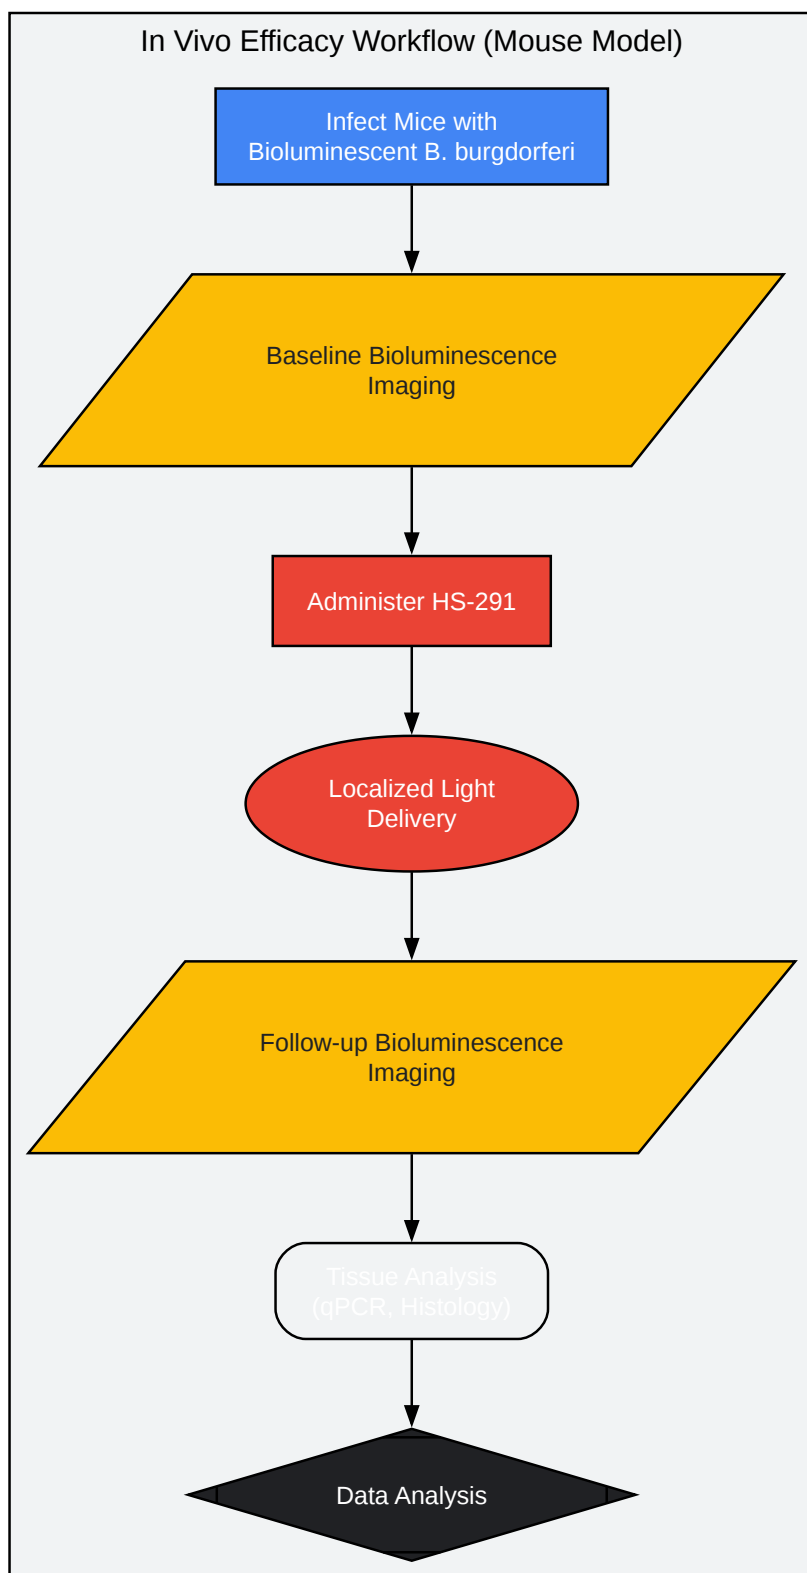 In Vivo Efficacy Workflow (Mouse Model)
Infect Mice with
Bioluminescent B. burgdorferi
Baseline Bioluminescence
Imaging
Administer HS-291
Localized Light
Delivery
Follow-up Bioluminescence
Imaging
Tissue Analysis
(qPCR, Histology)
Data Analysis